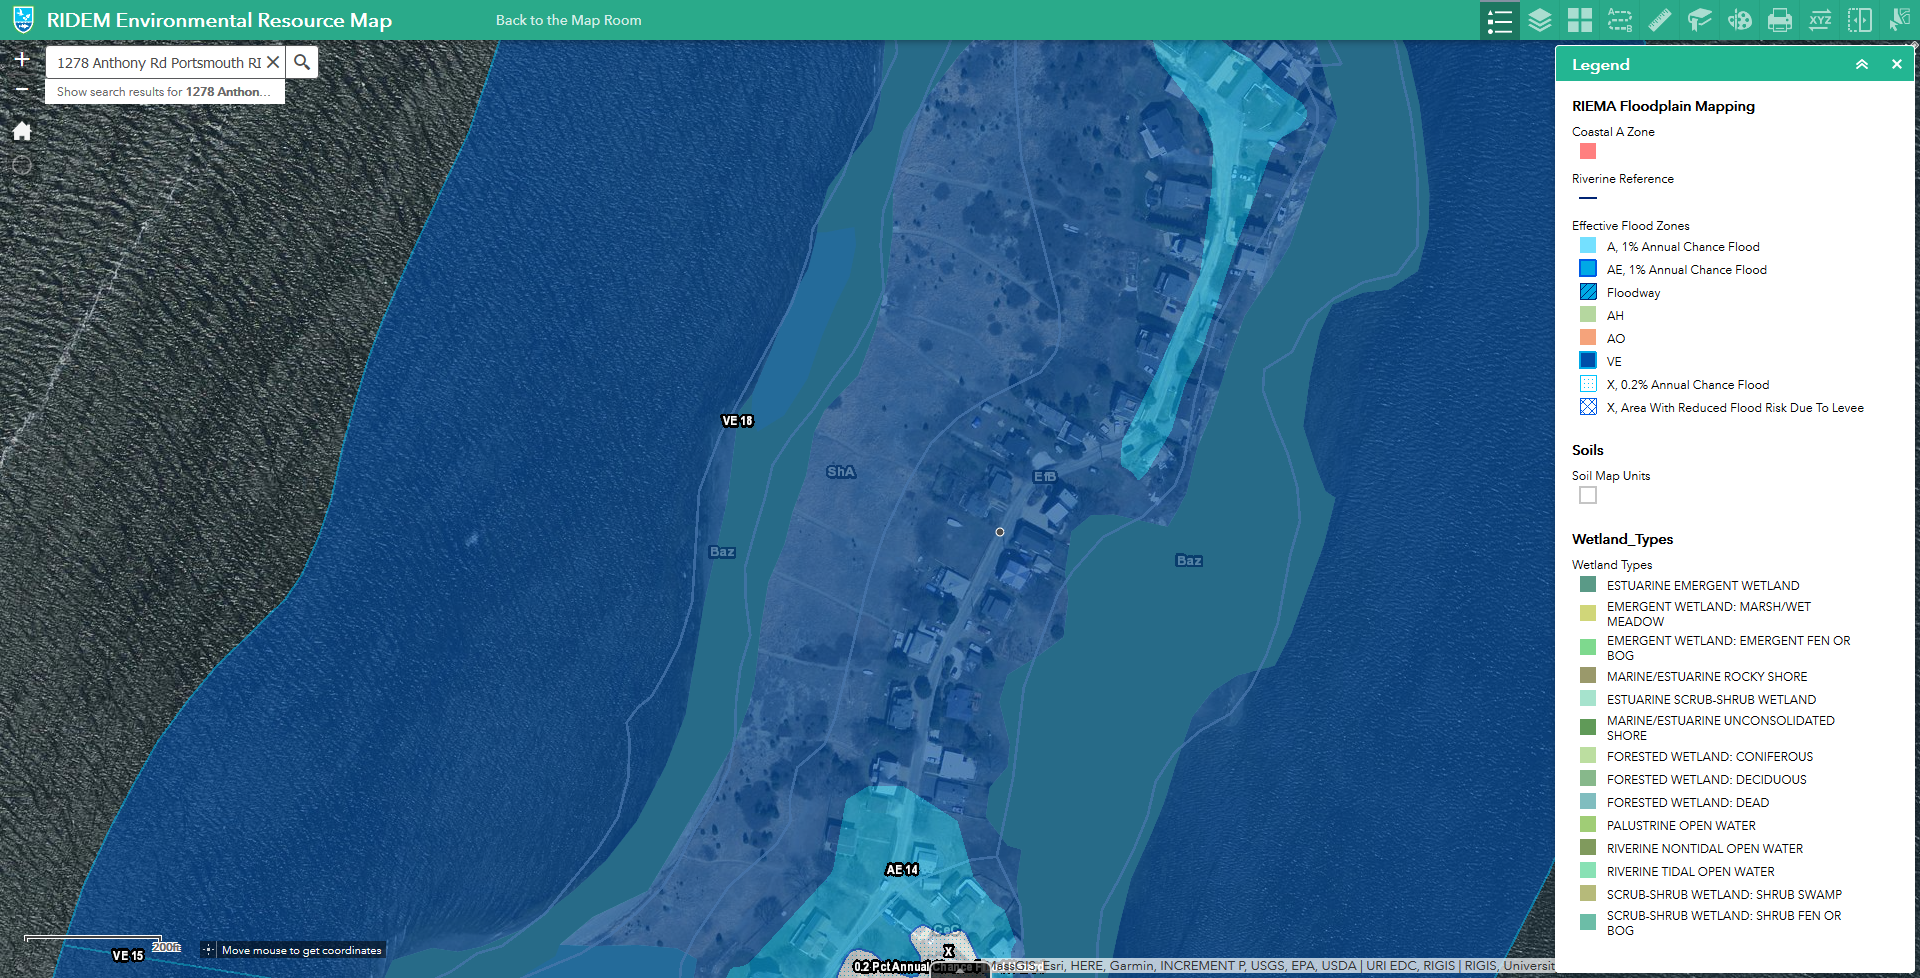 RIDEM Environmental Resource Map
Back to the Map Room
XYZ
1278 Anthony Rd Portsmouth RI
Show search results for 1278 Anthon...
Legend
RIEMA Floodplain Mapping
Coastal A Zone
Riverine Reference
Effective Flood Zones
A, 1% Annual Chance Flood
AE, 1% Annual Chance Flood
Floodway
AH
AO
VE
X, 0.2% Annual Chance Flood
X, Area With Reduced Flood Risk Due To Levee
Soils
Soil Map Units
Wetland_Types
Wetland Types
ESTUARINE EMERGENT WETLAND
EMERGENT WETLAND: MARSH/WET
MEADOW
EMERGENT WETLAND: EMERGENT FEN OR
BOG
MARINE/ESTUARINE ROCKY SHORE
ESTUARINE SCRUB-SHRUB WETLAND
MARINE/ESTUARINE UNCONSOLIDATED
SHORE
FORESTED WETLAND: CONIFEROUS
FORESTED WETLAND: DECIDUOUS
FORESTED WETLAND: DEAD
PALUSTRINE OPEN WATER
RIVERINE NONTIDAL OPEN WATER
RIVERINE TIDAL OPEN WATER
SCRUB-SHRUB WETLAND: SHRUB SWAMP
SCRUB-SHRUB WETLAND: SHRUB FEN OR
BOG
VE 18
ShA
EfB
Baz
Baz
AE 14
CeC
X
0.2 Pct Annual Chance F
VE 15
200ft
Move mouse to get coordinates
MassGIS, Esri, HERE, Garmin, INCREMENT P, USGS, EPA, USDA | URI EDC, RIGIS | RIGIS, Universit